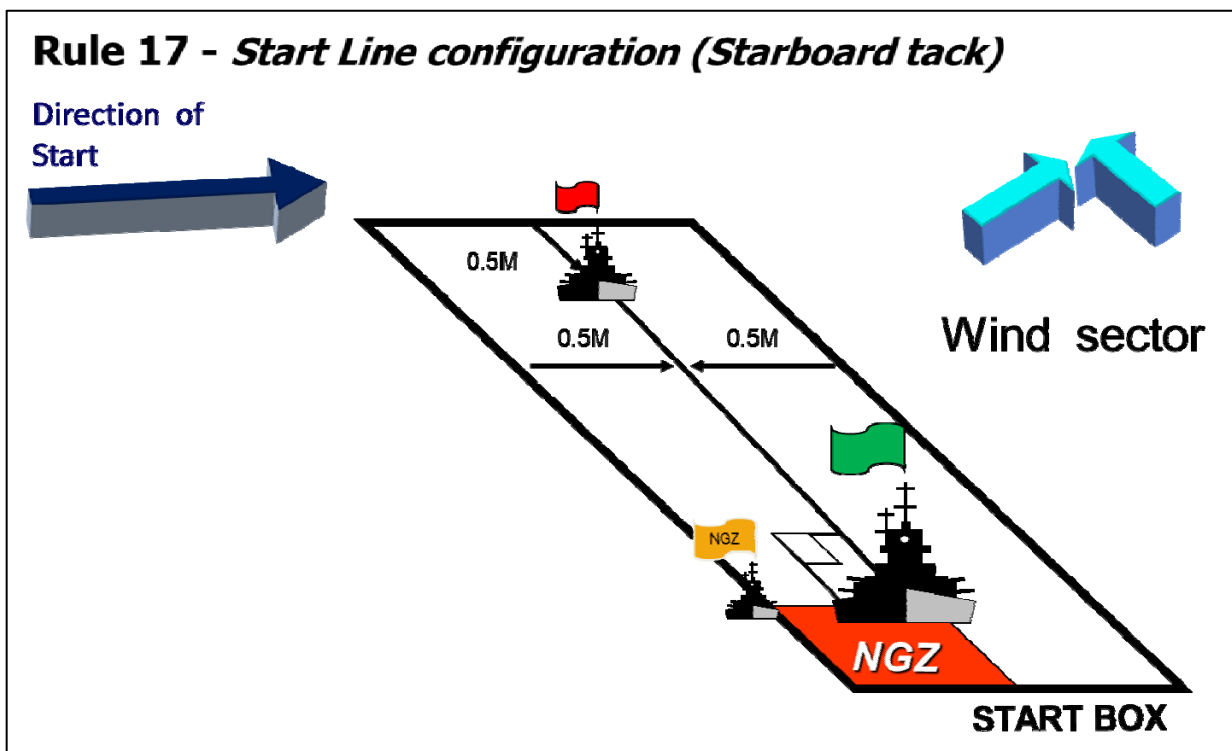 Rule 17 - Start Line configuration (Starboard tack)
Direction of
Start
0.5M
0.5M
0.5M
Wind sector
NGZ
NGZ
START BOX